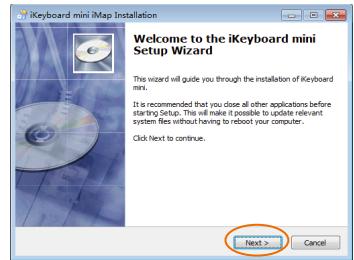 iKeyboard mini iMap Installation
Welcome to the iKeyboard mini
Setup Wizard
This wizard will guide you through the installation of iKeyboard
mini.
It is recommended that you close all other applications before
starting Setup. This will make it possible to update relevant
system files without having to reboot your computer.
Click Next to continue.
Next >
Cancel